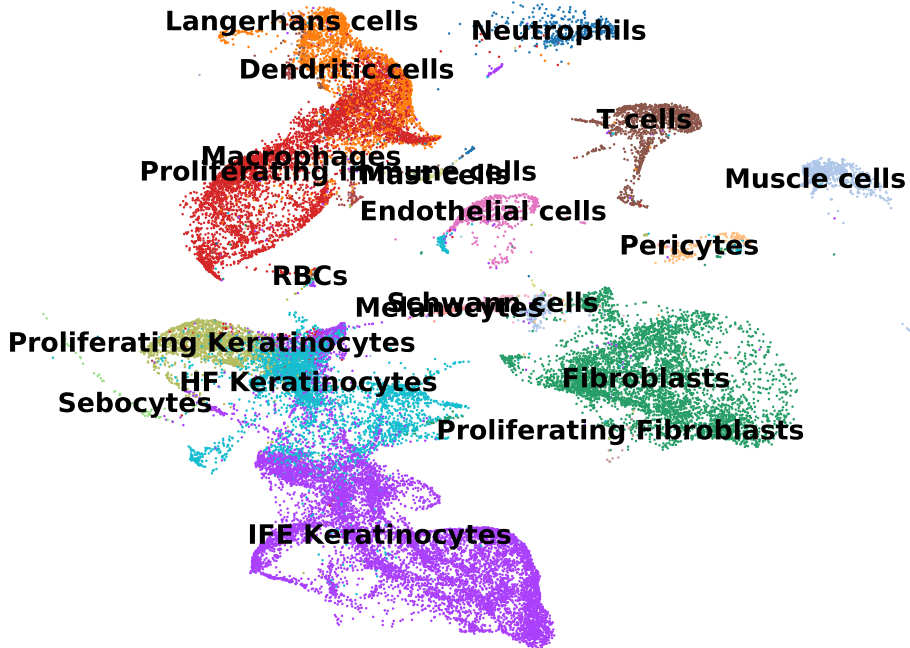 Langerhans cells
Neutrophils
Dendritic cells
T cells
Macrophages
Proliferating immune cells
Mast cells
Muscle cells
Endothelial cells
Pericytes
RBCs
Schwann cells
Melanocytes
Proliferating Keratinocytes
HF Keratinocytes
Fibroblasts
Sebocytes
Proliferating Fibroblasts
IFE Keratinocytes